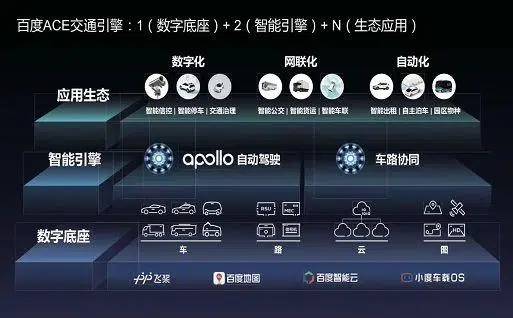 百度ACE交通引擎：1（数字底座）+ 2（智能引擎）+ N（生态应用）
数字化 网联化 自动化
应用生态
智能信控 | 智能停车 | 交通治理 智能公交 | 智能货运 | 智能车联 智能出租 | 自主泊车 | 园区物种
智能引擎 apollo 自动驾驶 车路协同
RSU MEC
HD
数字底座
车 路 云 图
飞桨 百度地图 百度智能云 小度车载OS